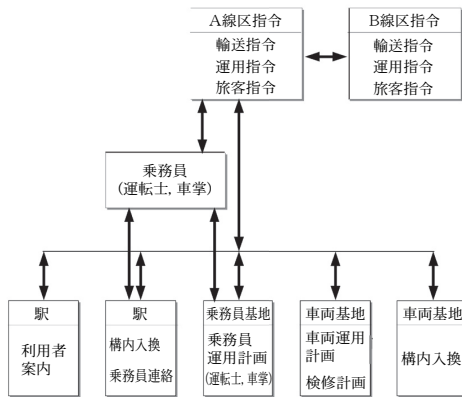 A線区指令
輸送指令
運用指令
旅客指令
B線区指令
輸送指令
運用指令
旅客指令
乗務員
(運転士, 車掌)
駅
利用者
案内
駅
構内入換
乗務員連絡
乗務員基地
乗務員
運用計画
(運転士, 車掌)
車両基地
車両運用
計画
検修計画
車両基地
構内入換